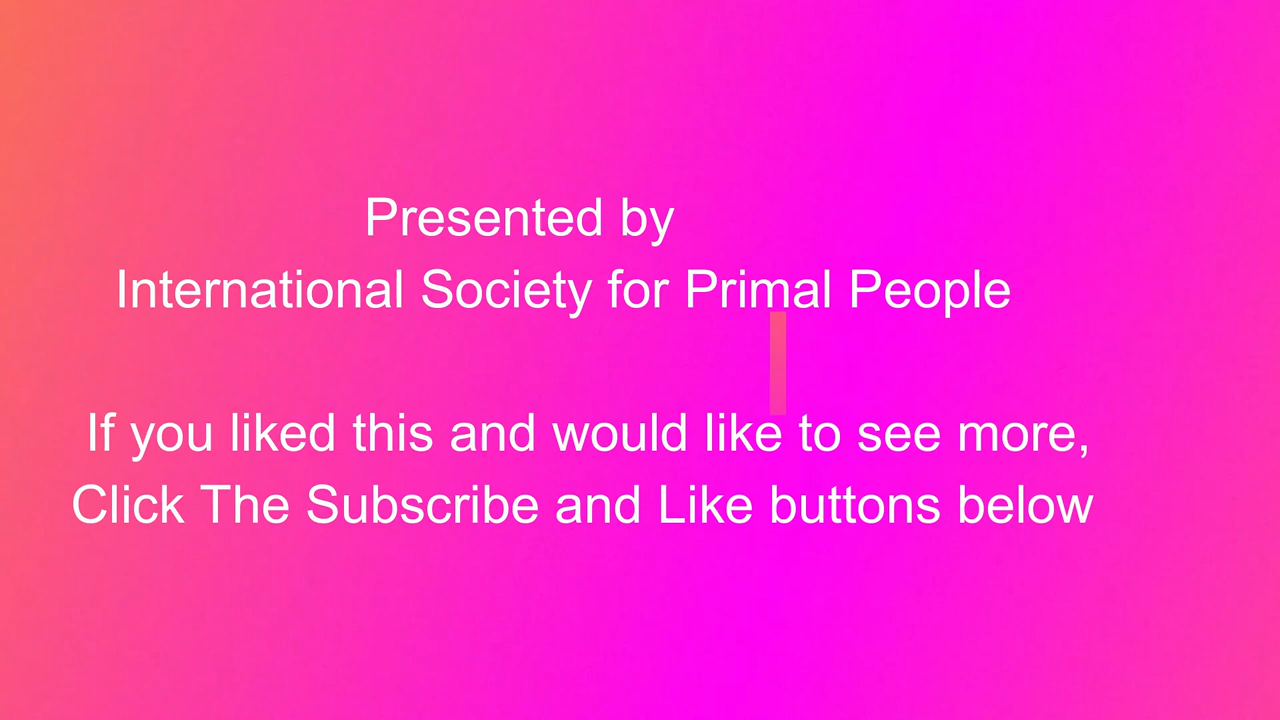 Presented by
International Society for Primal People
If you liked this and would like to see more,
Click The Subscribe and Like buttons below